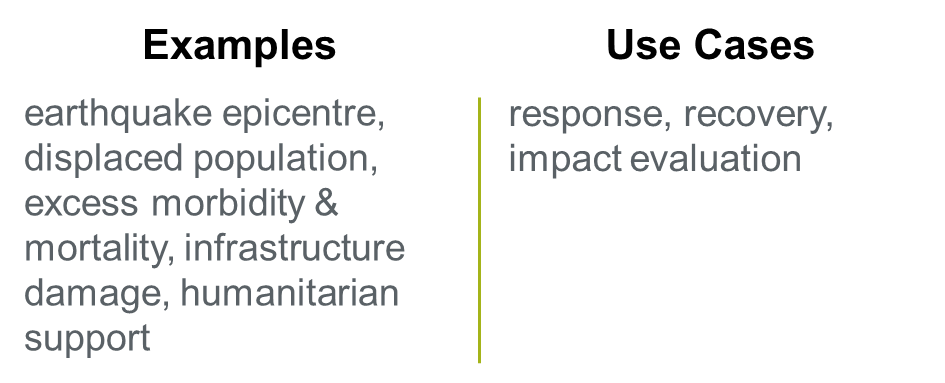 Examples
earthquake epicentre,
displaced population,
excess morbidity &
mortality, infrastructure
damage, humanitarian
support
Use Cases
response, recovery,
impact evaluation